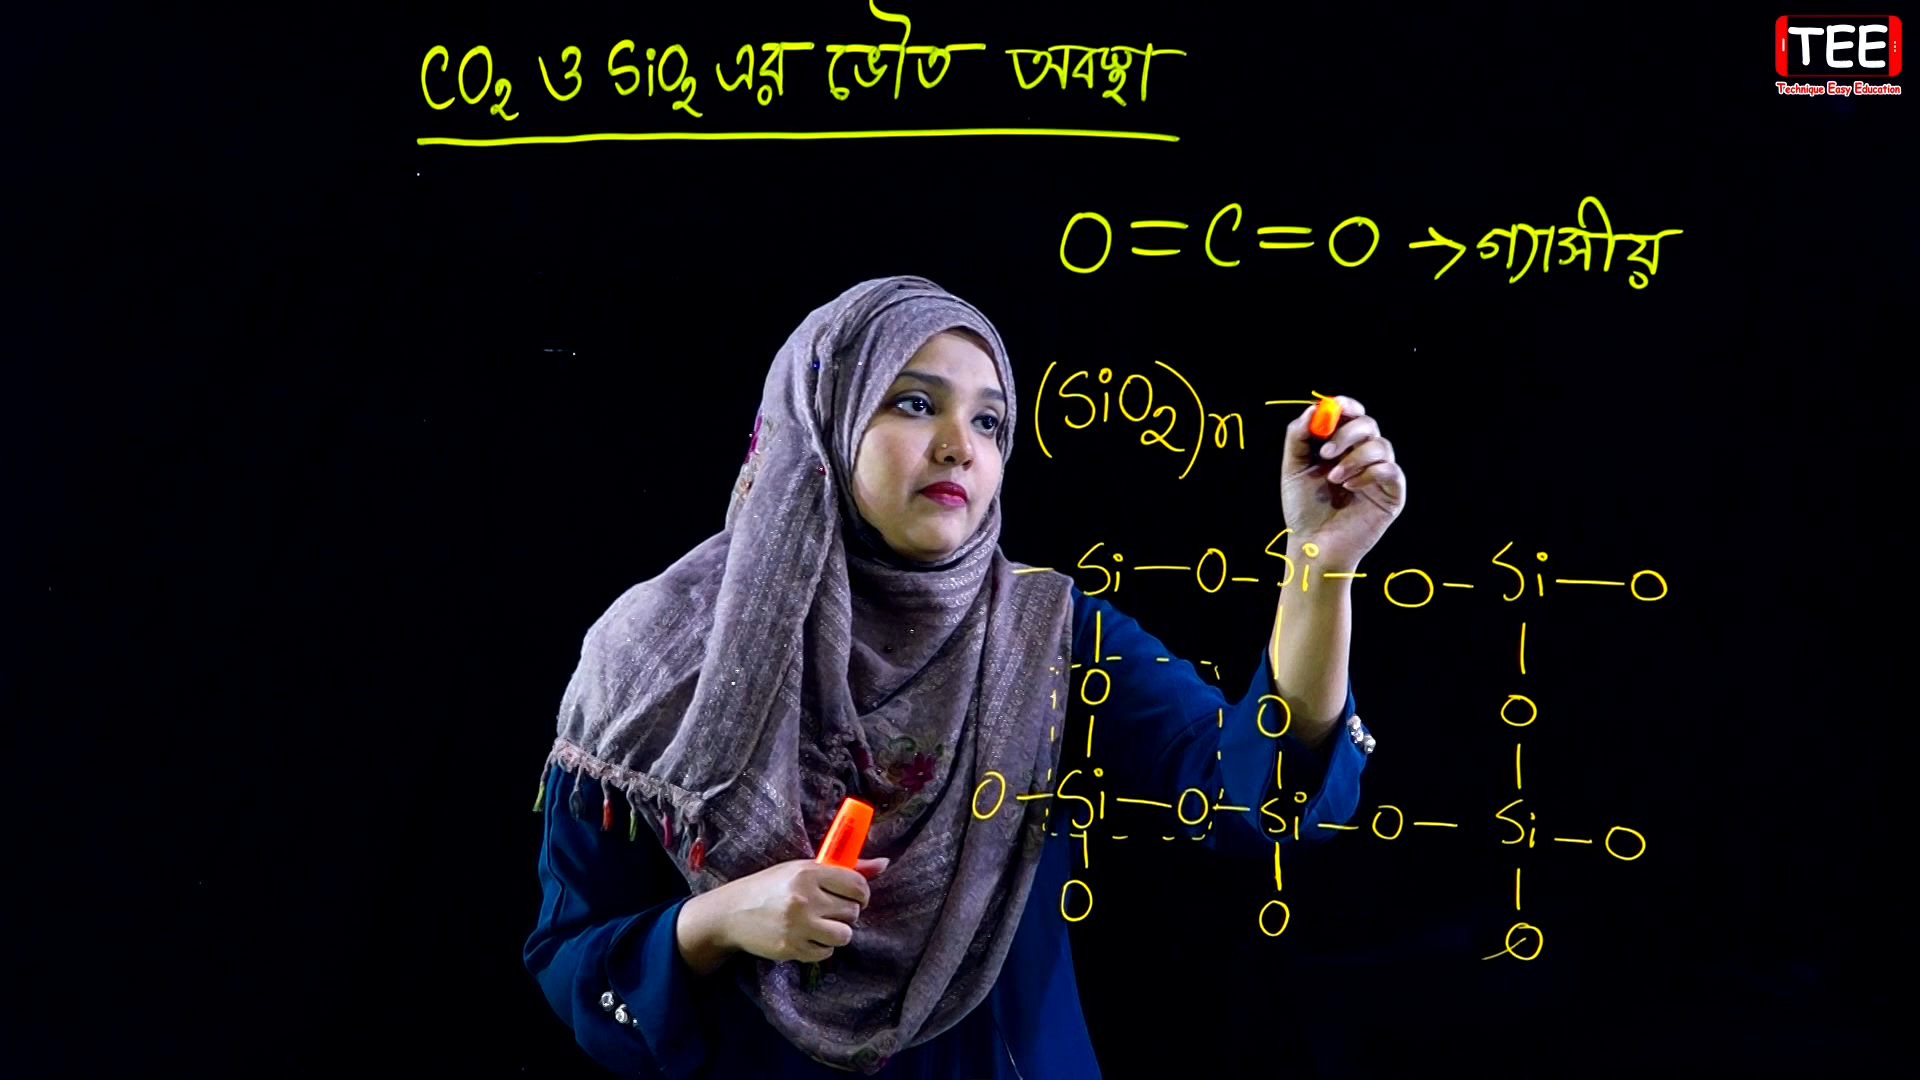 CO₂ ও SiO₂ এর ভৌত অবস্থা
TEE
Technique Easy Education
O = C = O → গ্যাসীয়
(SiO₂)n →
— Si — O — Si — O — Si — O
| | |
O O O
| | |
O — Si — O — Si — O — Si — O
| | |
O O O